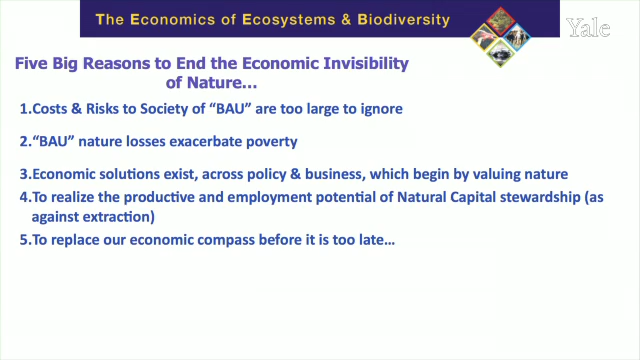 The Economics of Ecosystems & Biodiversity
Yale
Five Big Reasons to End the Economic Invisibility
of Nature…
1.Costs & Risks to Society of “BAU” are too large to ignore
2.“BAU” nature losses exacerbate poverty
3.Economic solutions exist, across policy & business, which begin by valuing nature
4.To realize the productive and employment potential of Natural Capital stewardship (as
against extraction)
5.To replace our economic compass before it is too late…